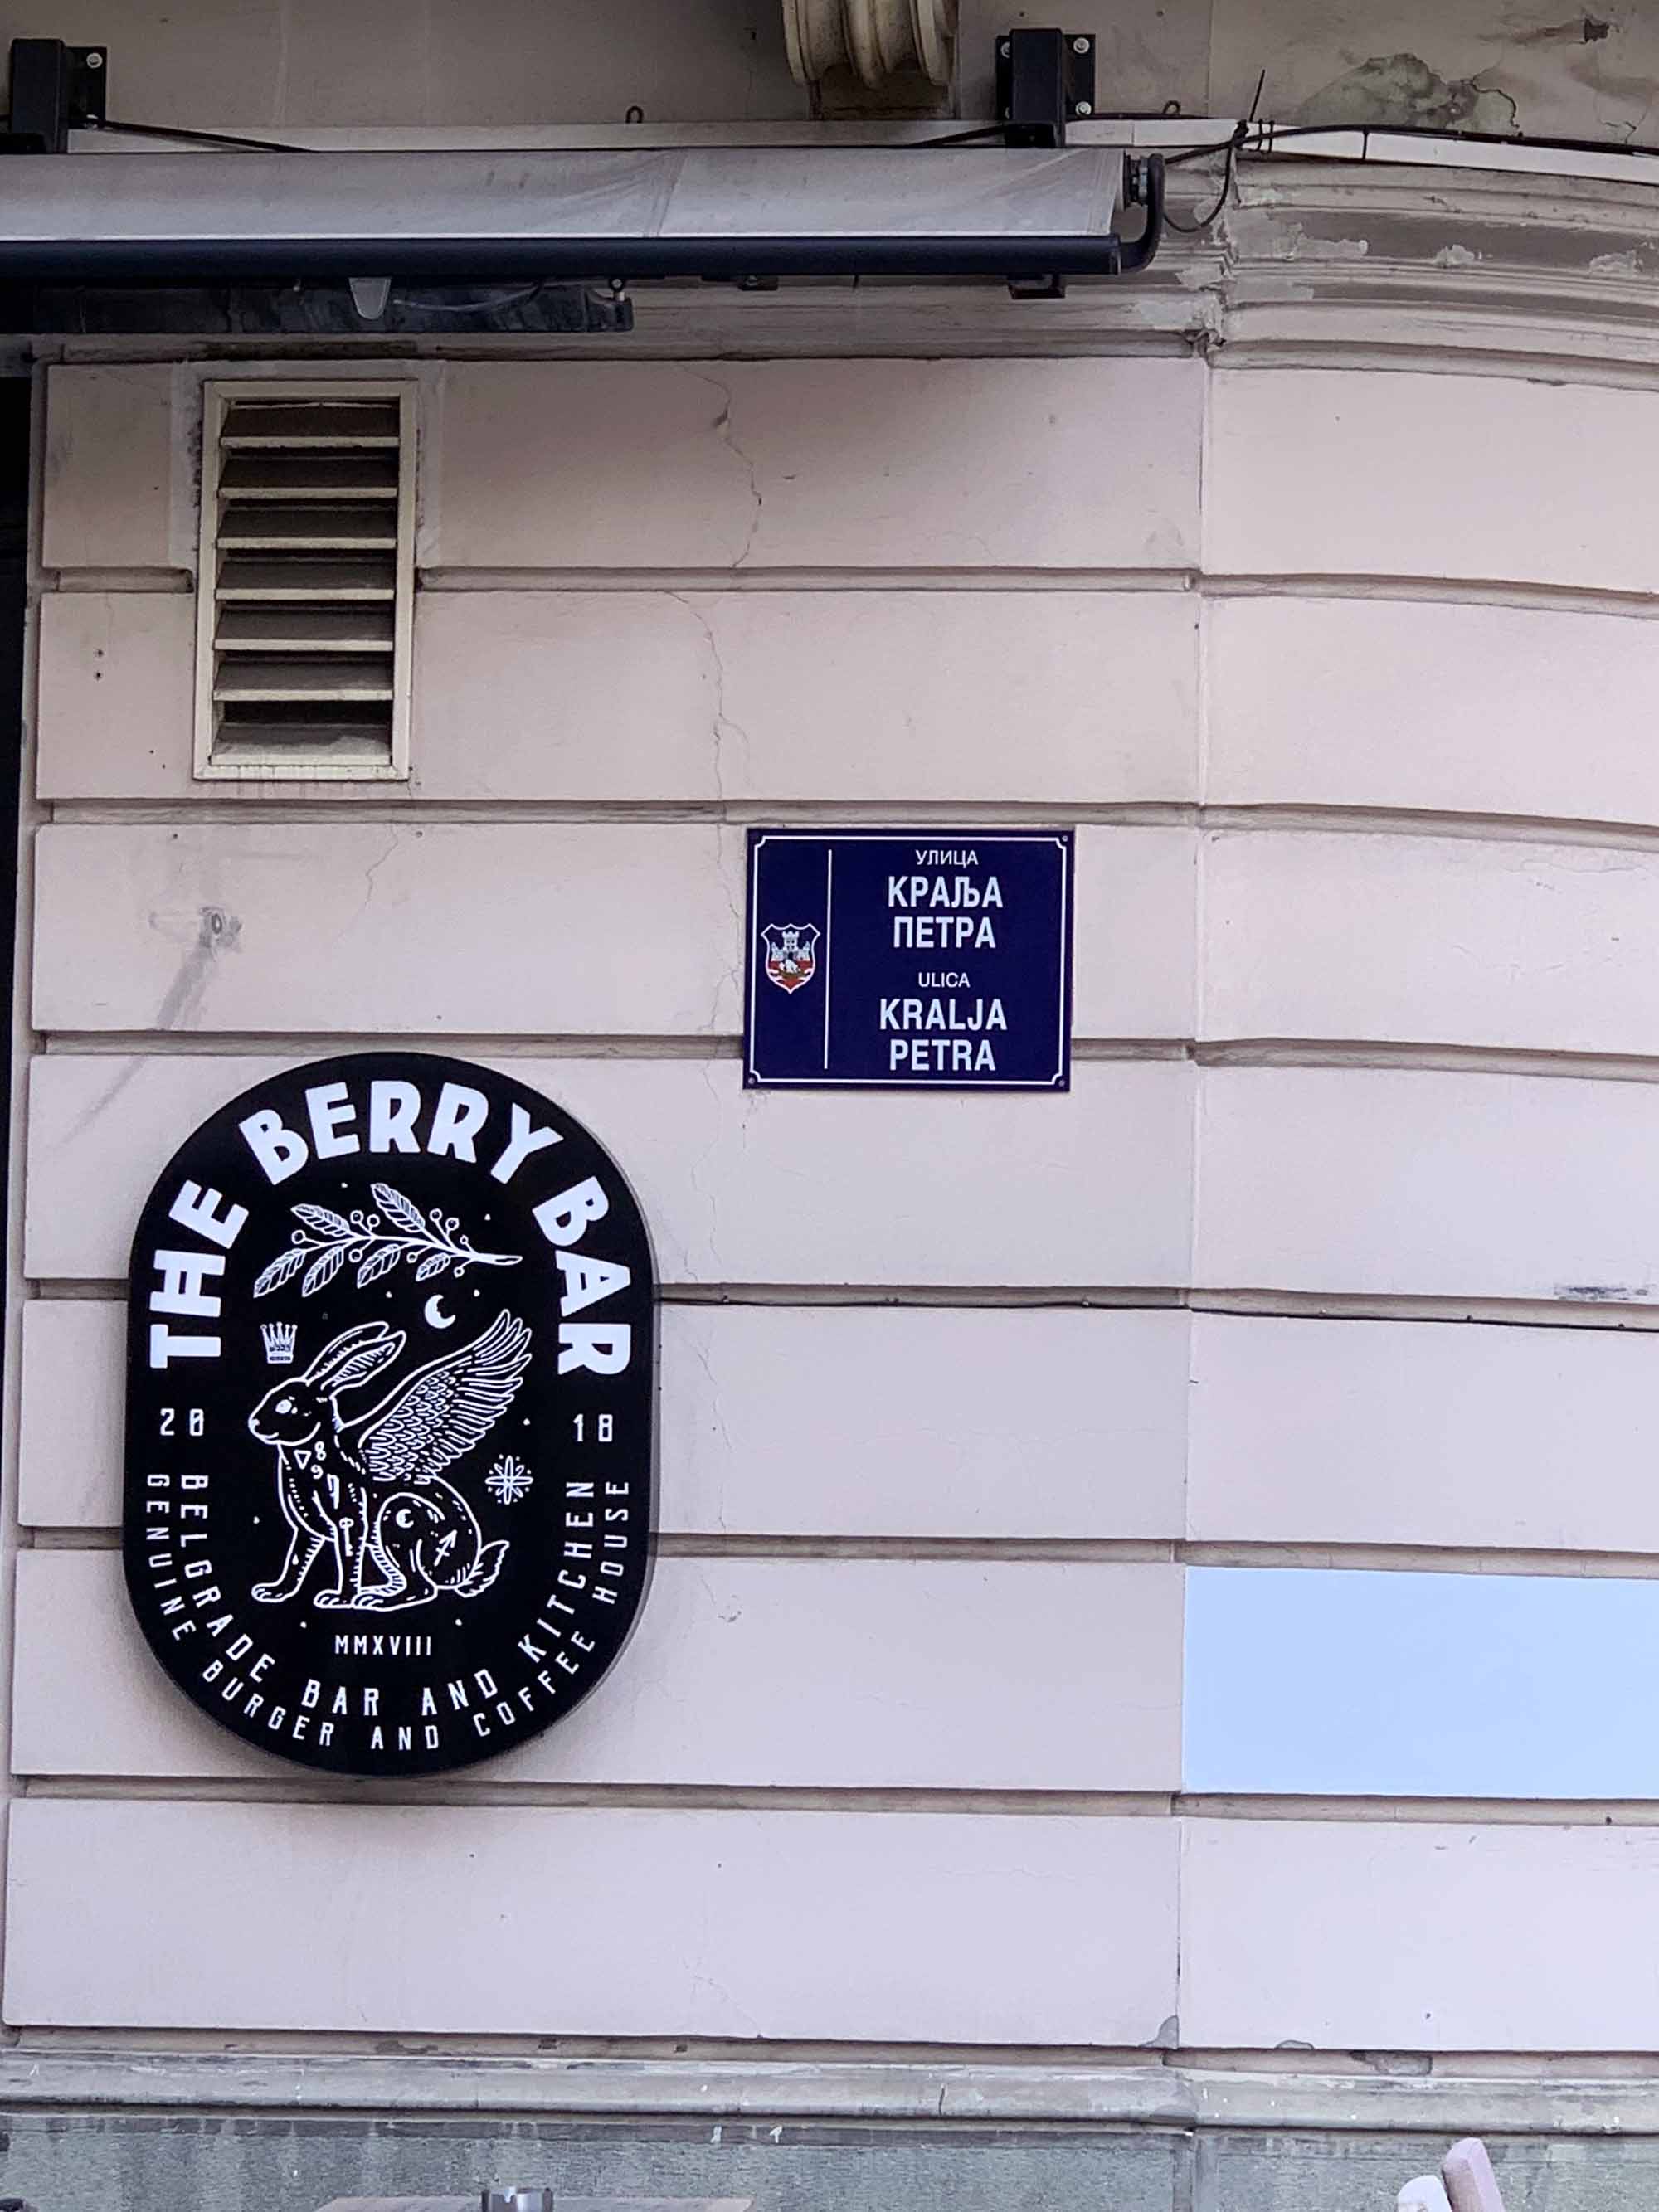 УЛИЦА
КРАЉА
ПЕТРА
ULICA
KRALJA
PETRA
THE BERRY BAR
20 18
MMXVIII
BELGRADE BAR AND KITCHEN
GENUINE BURGER AND COFFEE HOUSE